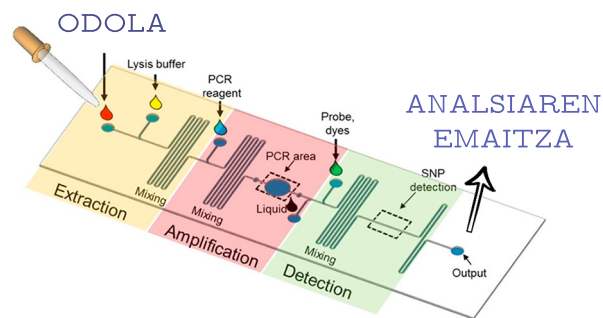 ODOLA
Lysis buffer
PCR
reagent
Probe,
dyes
ANALSIAREN
EMAITZA
PCR area
SNP
detection
Liquid
Mixing
Mixing
Mixing
Output
Extraction
Amplification
Detection